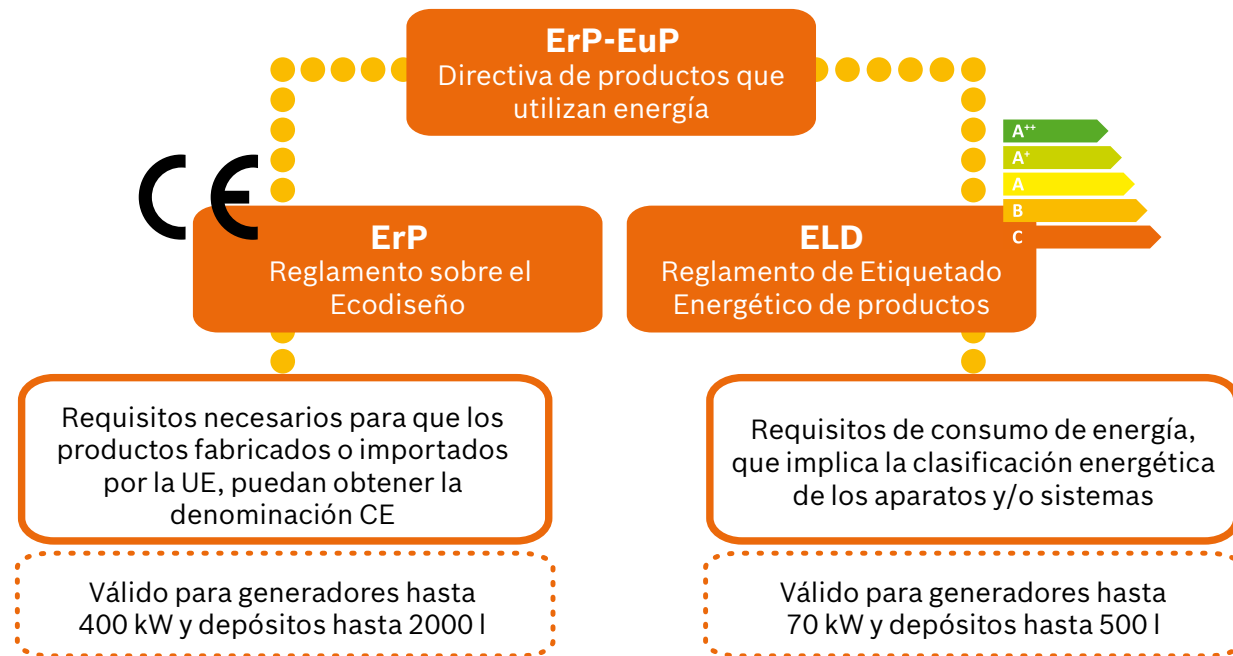 ErP-EuP
Directiva de productos que
utilizan energía
CE
ErP
Reglamento sobre el
Ecodiseño
A++
A+
A
B
C
ELD
Reglamento de Etiquetado
Energético de productos
Requisitos necesarios para que los
productos fabricados o importados
por la UE, puedan obtener la
denominación CE
Válido para generadores hasta
400 kW y depósitos hasta 2000 l
Requisitos de consumo de energía,
que implica la clasificación energética
de los aparatos y/o sistemas
Válido para generadores hasta
70 kW y depósitos hasta 500 l